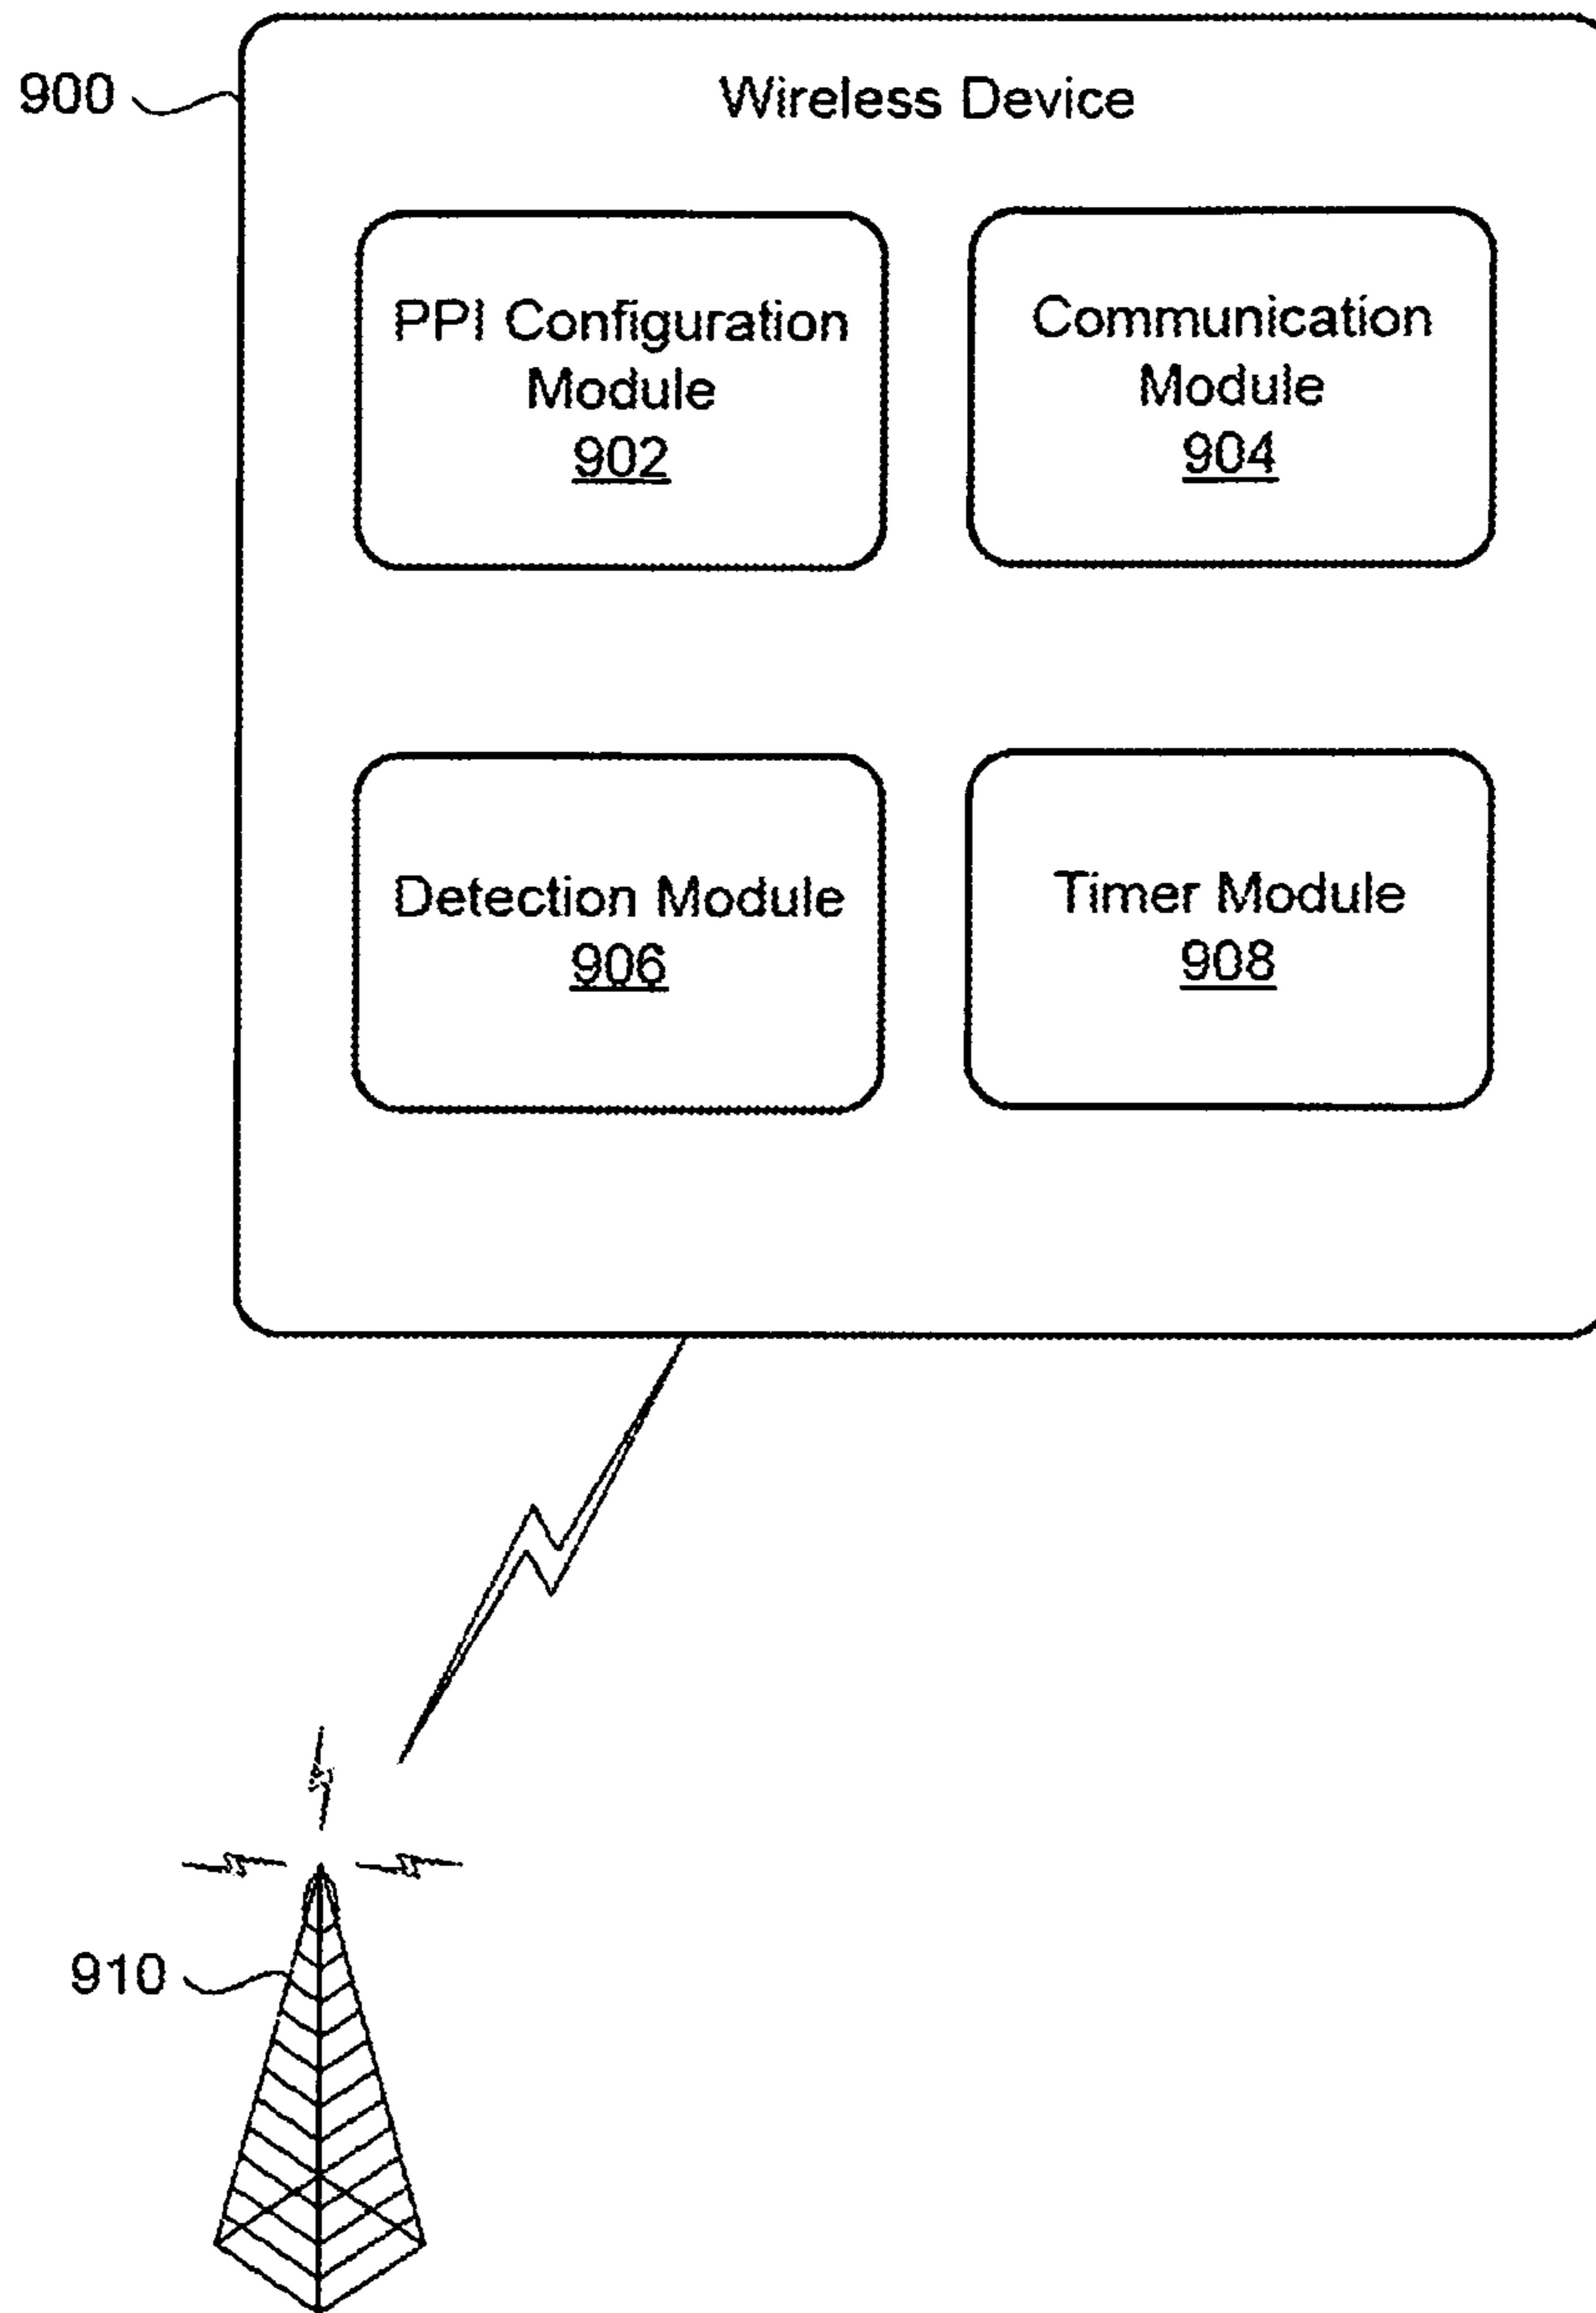 900
Wireless Device
PPI Configuration
Module
902
Communication
Module
904
Detection Module
906
Timer Module
908
910